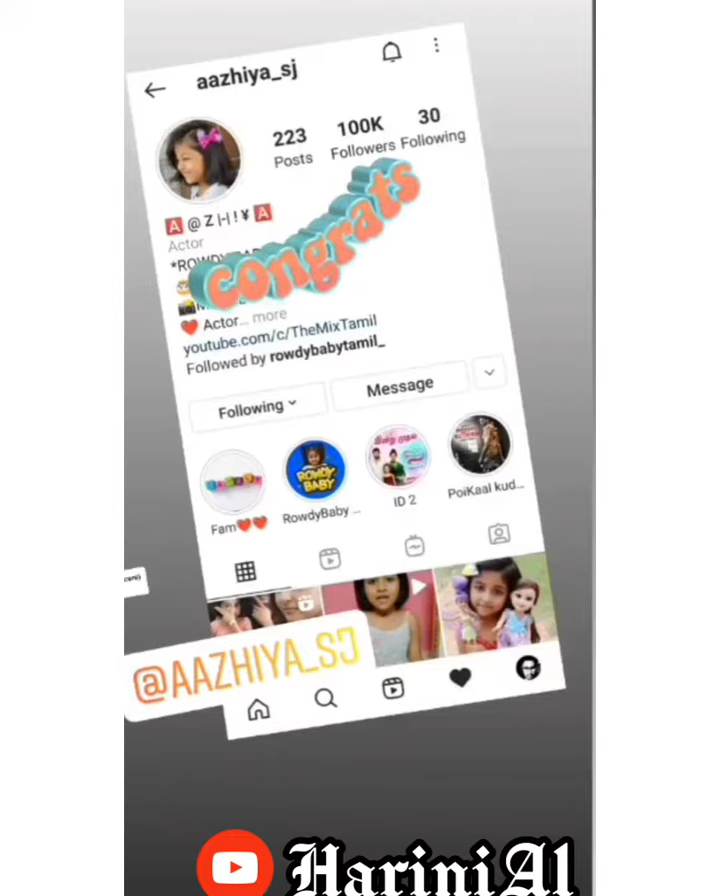 aazhiya_sj
223 100K 30
Posts Followers Following
🅰️ @ Z |-| ! ¥ 🅰️
Actor
congrats
❤️ Actor... more
youtube.com/c/TheMixTamil
Followed by rowdybabytamil_
Following Message
ROWDY
BABY
Fam❤️❤️ RowdyBaby ... ID 2 PoiKaal kud...
@AAZHIYA_SJ
HariniAl